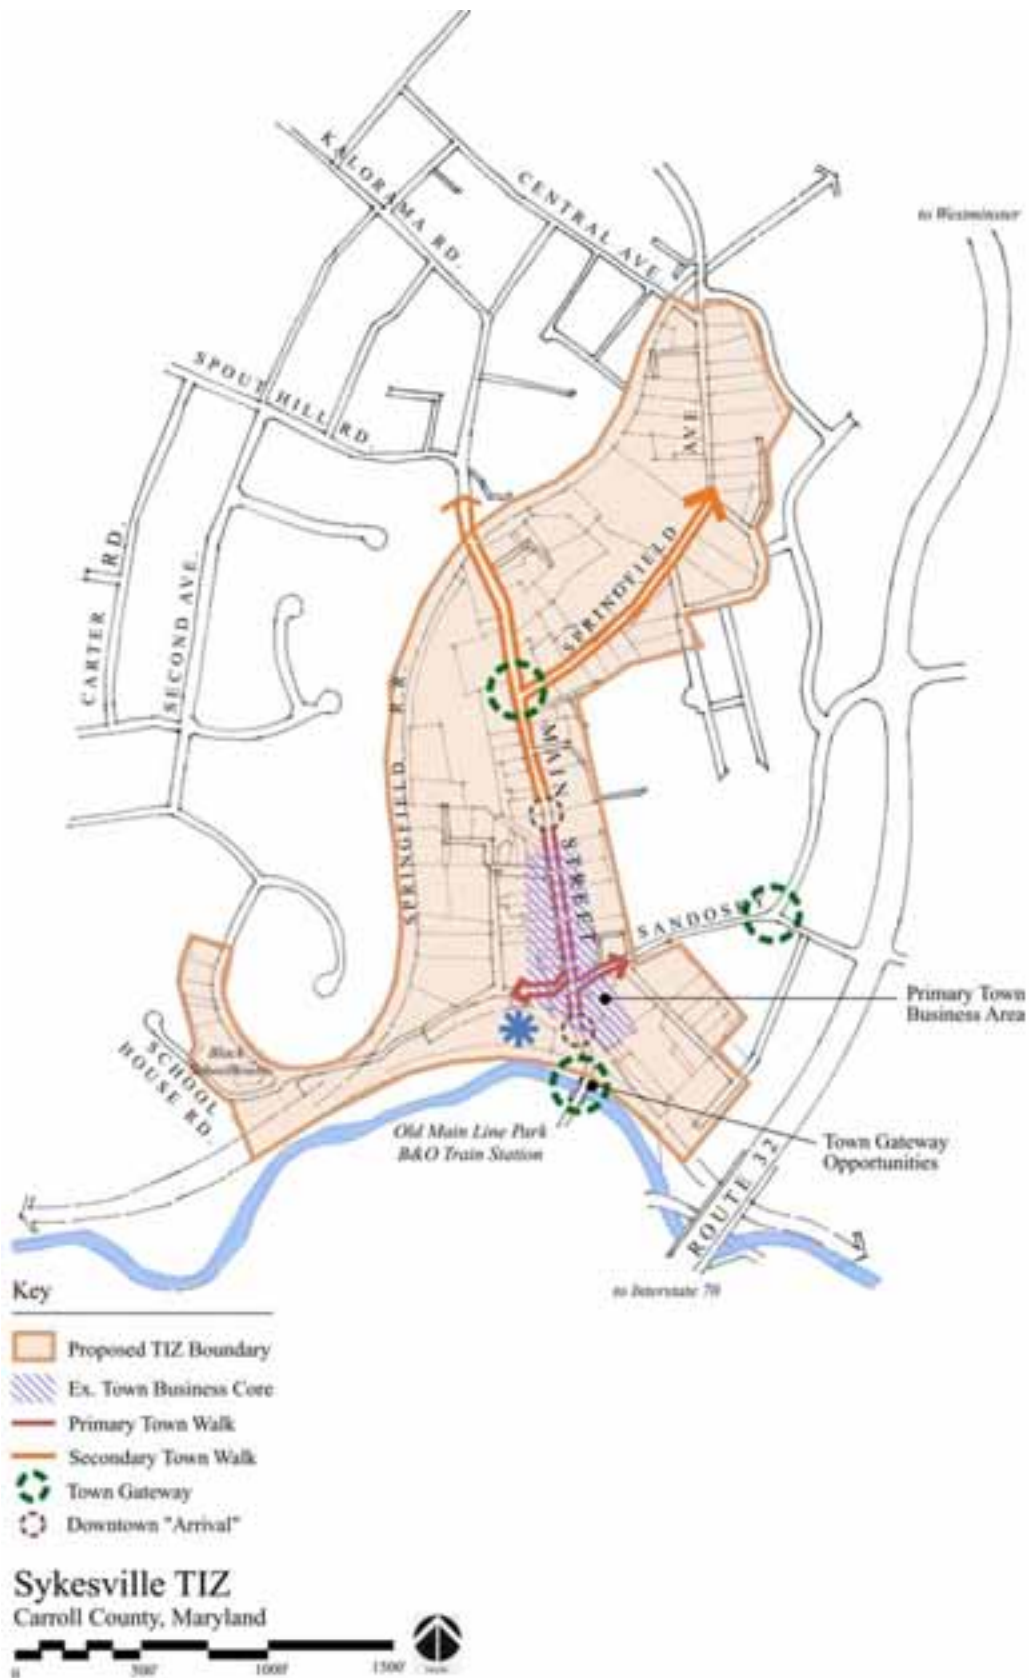 KALORAMA RD.
CENTRAL AVE.
to Westminster
SPOUT HILL RD.
AVE
SPRINGFIELD
CARTER RD.
SECOND AVE.
SPRINGFIELD R.R.
MAIN STREET
SANDOSKY
Primary Town
Business Area
SCHOOL
HOUSE RD.
Black
Schoolhouse
Old Main Line Park
B&O Train Station
Town Gateway
Opportunities
ROUTE 32
to Interstate 70
Key
Proposed TIZ Boundary
Ex. Town Business Core
Primary Town Walk
Secondary Town Walk
Town Gateway
Downtown "Arrival"
Sykesville TIZ
Carroll County, Maryland
0 500' 1000' 1500'